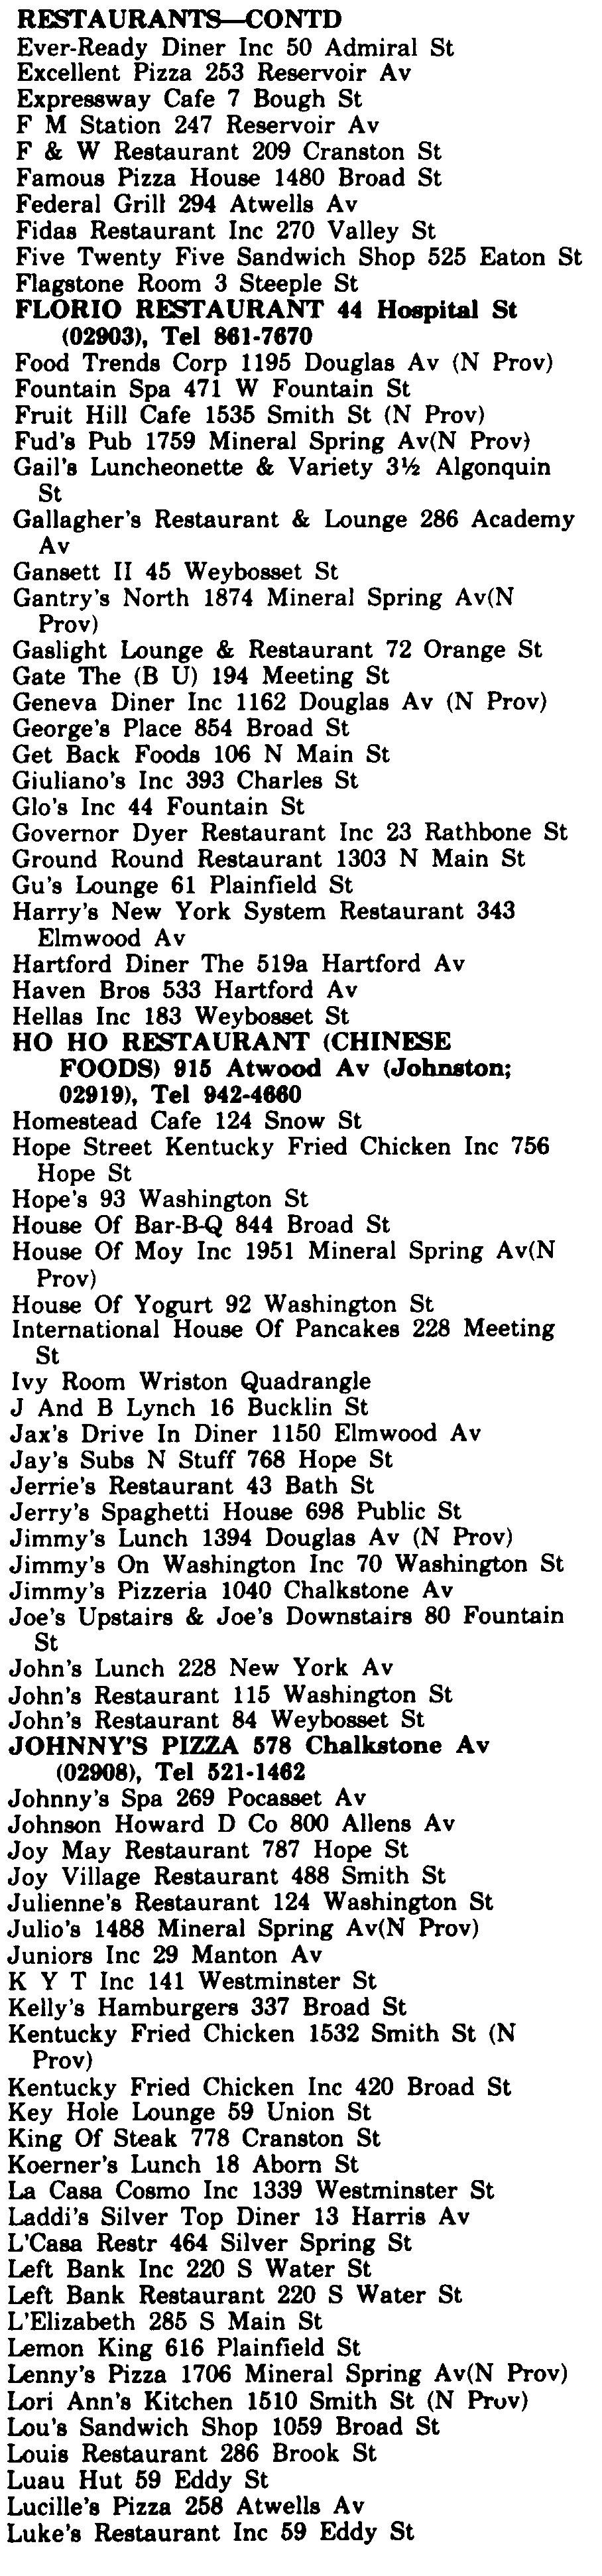 RESTAURANTS—CONTD
Ever-Ready Diner Inc 50 Admiral St
Excellent Pizza 253 Reservoir Av
Expressway Cafe 7 Bough St
F M Station 247 Reservoir Av
F & W Restaurant 209 Cranston St
Famous Pizza House 1480 Broad St
Federal Grill 294 Atwells Av
Fidas Restaurant Inc 270 Valley St
Five Twenty Five Sandwich Shop 525 Eaton St
Flagstone Room 3 Steeple St
FLORIO RESTAURANT 44 Hospital St
(02903), Tel 861-7670
Food Trends Corp 1195 Douglas Av (N Prov)
Fountain Spa 471 W Fountain St
Fruit Hill Cafe 1535 Smith St (N Prov)
Fud's Pub 1759 Mineral Spring Av(N Prov)
Gail's Luncheonette & Variety 3½ Algonquin
St
Gallagher's Restaurant & Lounge 286 Academy
Av
Gansett II 45 Weybosset St
Gantry's North 1874 Mineral Spring Av(N
Prov)
Gaslight Lounge & Restaurant 72 Orange St
Gate The (B U) 194 Meeting St
Geneva Diner Inc 1162 Douglas Av (N Prov)
George's Place 854 Broad St
Get Back Foods 106 N Main St
Giuliano's Inc 393 Charles St
Glo's Inc 44 Fountain St
Governor Dyer Restaurant Inc 23 Rathbone St
Ground Round Restaurant 1303 N Main St
Gu's Lounge 61 Plainfield St
Harry's New York System Restaurant 343
Elmwood Av
Hartford Diner The 519a Hartford Av
Haven Bros 533 Hartford Av
Hellas Inc 183 Weybosset St
HO HO RESTAURANT (CHINESE
FOODS) 915 Atwood Av (Johnston;
02919), Tel 942-4660
Homestead Cafe 124 Snow St
Hope Street Kentucky Fried Chicken Inc 756
Hope St
Hope's 93 Washington St
House Of Bar-B-Q 844 Broad St
House Of Moy Inc 1951 Mineral Spring Av(N
Prov)
House Of Yogurt 92 Washington St
International House Of Pancakes 228 Meeting
St
Ivy Room Wriston Quadrangle
J And B Lynch 16 Bucklin St
Jax's Drive In Diner 1150 Elmwood Av
Jay's Subs N Stuff 768 Hope St
Jerrie's Restaurant 43 Bath St
Jerry's Spaghetti House 698 Public St
Jimmy's Lunch 1394 Douglas Av (N Prov)
Jimmy's On Washington Inc 70 Washington St
Jimmy's Pizzeria 1040 Chalkstone Av
Joe's Upstairs & Joe's Downstairs 80 Fountain
St
John's Lunch 228 New York Av
John's Restaurant 115 Washington St
John's Restaurant 84 Weybosset St
JOHNNY'S PIZZA 578 Chalkstone Av
(02908), Tel 521-1462
Johnny's Spa 269 Pocasset Av
Johnson Howard D Co 800 Allens Av
Joy May Restaurant 787 Hope St
Joy Village Restaurant 488 Smith St
Julienne's Restaurant 124 Washington St
Julio's 1488 Mineral Spring Av(N Prov)
Juniors Inc 29 Manton Av
K Y T Inc 141 Westminster St
Kelly's Hamburgers 337 Broad St
Kentucky Fried Chicken 1532 Smith St (N
Prov)
Kentucky Fried Chicken Inc 420 Broad St
Key Hole Lounge 59 Union St
King Of Steak 778 Cranston St
Koerner's Lunch 18 Aborn St
La Casa Cosmo Inc 1339 Westminster St
Laddi's Silver Top Diner 13 Harris Av
L'Casa Restr 464 Silver Spring St
Left Bank Inc 220 S Water St
Left Bank Restaurant 220 S Water St
L'Elizabeth 285 S Main St
Lemon King 616 Plainfield St
Lenny's Pizza 1706 Mineral Spring Av(N Prov)
Lori Ann's Kitchen 1510 Smith St (N Prov)
Lou's Sandwich Shop 1059 Broad St
Louis Restaurant 286 Brook St
Luau Hut 59 Eddy St
Lucille's Pizza 258 Atwells Av
Luke's Restaurant Inc 59 Eddy St